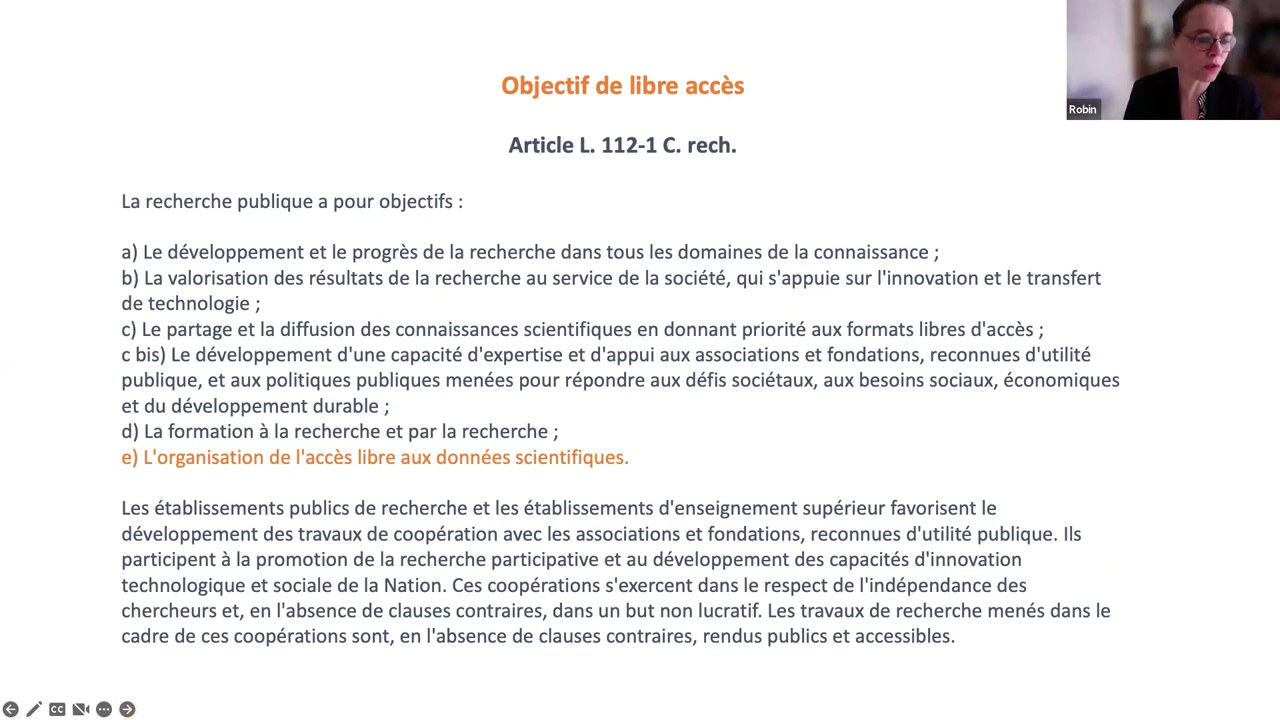 Objectif de libre accès
Robin
Article L. 112-1 C. rech.
La recherche publique a pour objectifs :
a) Le développement et le progrès de la recherche dans tous les domaines de la connaissance ;
b) La valorisation des résultats de la recherche au service de la société, qui s'appuie sur l'innovation et le transfert
de technologie ;
c) Le partage et la diffusion des connaissances scientifiques en donnant priorité aux formats libres d'accès ;
c bis) Le développement d'une capacité d'expertise et d'appui aux associations et fondations, reconnues d'utilité
publique, et aux politiques publiques menées pour répondre aux défis sociétaux, aux besoins sociaux, économiques
et du développement durable ;
d) La formation à la recherche et par la recherche ;
e) L'organisation de l'accès libre aux données scientifiques.
Les établissements publics de recherche et les établissements d'enseignement supérieur favorisent le
développement des travaux de coopération avec les associations et fondations, reconnues d'utilité publique. Ils
participent à la promotion de la recherche participative et au développement des capacités d'innovation
technologique et sociale de la Nation. Ces coopérations s'exercent dans le respect de l'indépendance des
chercheurs et, en l'absence de clauses contraires, dans un but non lucratif. Les travaux de recherche menés dans le
cadre de ces coopérations sont, en l'absence de clauses contraires, rendus publics et accessibles.
CC